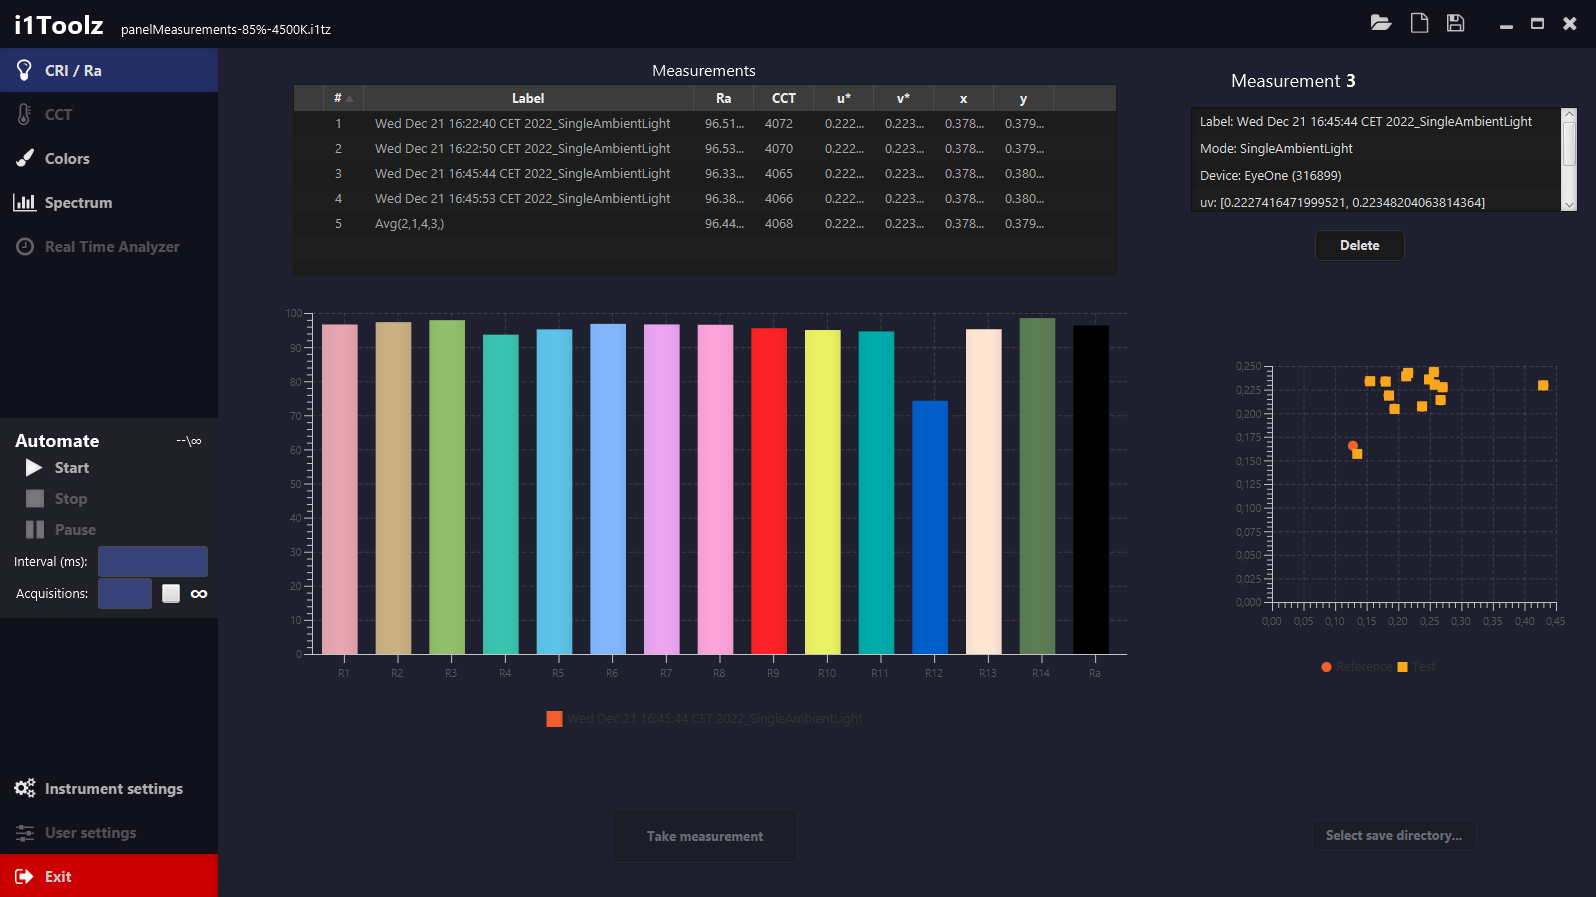 i1Toolz panelMeasurements-85%-4500K.i1tz
CRI / Ra
CCT
Colors
Spectrum
Real Time Analyzer
Automate --\∞
Start
Stop
Pause
Interval (ms):
Acquisitions: ∞
Instrument settings
User settings
Exit
Measurements
# Label Ra CCT u* v* x y
1 Wed Dec 21 16:22:40 CET 2022_SingleAmbientLight 96.51... 4072 0.222... 0.223... 0.378... 0.379...
2 Wed Dec 21 16:22:50 CET 2022_SingleAmbientLight 96.53... 4070 0.222... 0.223... 0.378... 0.379...
3 Wed Dec 21 16:45:44 CET 2022_SingleAmbientLight 96.33... 4065 0.222... 0.223... 0.378... 0.380...
4 Wed Dec 21 16:45:53 CET 2022_SingleAmbientLight 96.38... 4066 0.222... 0.223... 0.378... 0.380...
5 Avg(2,1,4,3,) 96.44... 4068 0.222... 0.223... 0.378... 0.379...
100
90
80
70
60
50
40
30
20
10
0
R1 R2 R3 R4 R5 R6 R7 R8 R9 R10 R11 R12 R13 R14 Ra
Wed Dec 21 16:45:44 CET 2022_SingleAmbientLight
Take measurement
Measurement 3
Label: Wed Dec 21 16:45:44 CET 2022_SingleAmbientLight
Mode: SingleAmbientLight
Device: EyeOne (316899)
uv: [0.2227416471999521, 0.22348204063814364]
Delete
0,250
0,225
0,200
0,175
0,150
0,125
0,100
0,075
0,050
0,025
0,000
0,00 0,05 0,10 0,15 0,20 0,25 0,30 0,35 0,40 0,45
Reference Test
Select save directory...